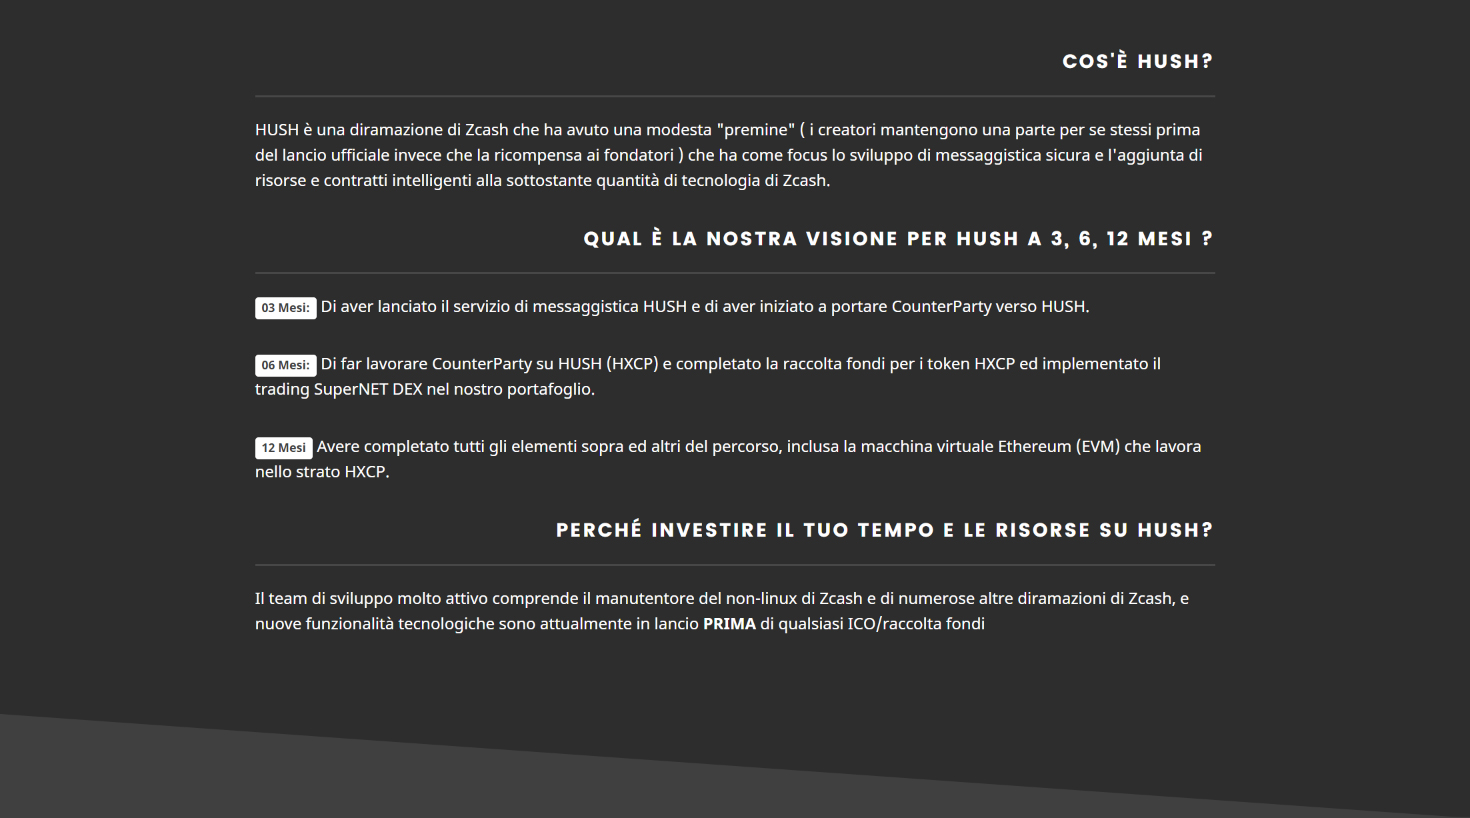 COS'È HUSH?
HUSH è una diramazione di Zcash che ha avuto una modesta "premine" ( i creatori mantengono una parte per se stessi prima
del lancio ufficiale invece che la ricompensa ai fondatori ) che ha come focus lo sviluppo di messaggistica sicura e l'aggiunta di
risorse e contratti intelligenti alla sottostante quantità di tecnologia di Zcash.
QUAL È LA NOSTRA VISIONE PER HUSH A 3, 6, 12 MESI ?
03 Mesi: Di aver lanciato il servizio di messaggistica HUSH e di aver iniziato a portare CounterParty verso HUSH.
06 Mesi: Di far lavorare CounterParty su HUSH (HXCP) e completato la raccolta fondi per i token HXCP ed implementato il
trading SuperNET DEX nel nostro portafoglio.
12 Mesi Avere completato tutti gli elementi sopra ed altri del percorso, inclusa la macchina virtuale Ethereum (EVM) che lavora
nello strato HXCP.
PERCHÉ INVESTIRE IL TUO TEMPO E LE RISORSE SU HUSH?
Il team di sviluppo molto attivo comprende il manutentore del non-linux di Zcash e di numerose altre diramazioni di Zcash, e
nuove funzionalità tecnologiche sono attualmente in lancio PRIMA di qualsiasi ICO/raccolta fondi